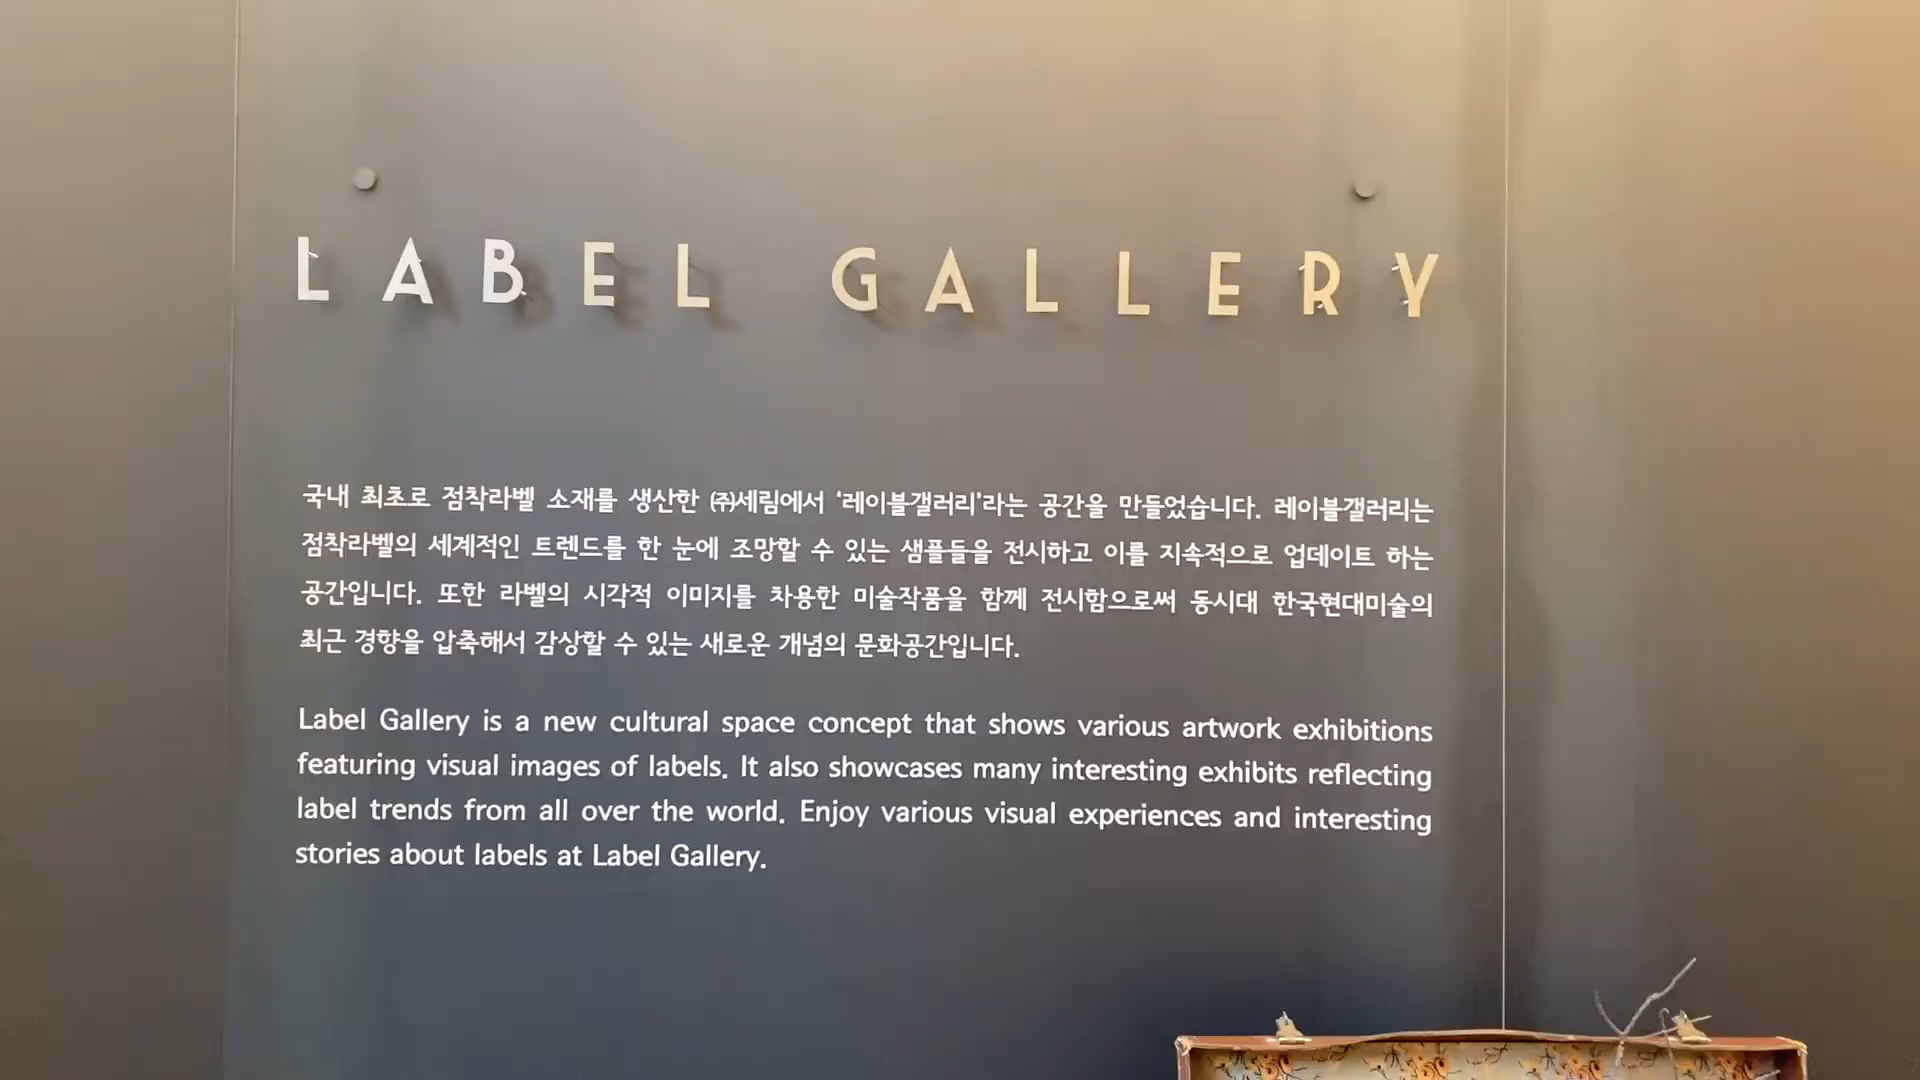 LABEL GALLERY
국내 최초로 점착라벨 소재를 생산한 ㈜세림에서 ‘레이블갤러리’라는 공간을 만들었습니다. 레이블갤러리는
점착라벨의 세계적인 트렌드를 한 눈에 조망할 수 있는 샘플들을 전시하고 이를 지속적으로 업데이트 하는
공간입니다. 또한 라벨의 시각적 이미지를 차용한 미술작품을 함께 전시함으로써 동시대 한국현대미술의
최근 경향을 압축해서 감상할 수 있는 새로운 개념의 문화공간입니다.
Label Gallery is a new cultural space concept that shows various artwork exhibitions
featuring visual images of labels. It also showcases many interesting exhibits reflecting
label trends from all over the world. Enjoy various visual experiences and interesting
stories about labels at Label Gallery.